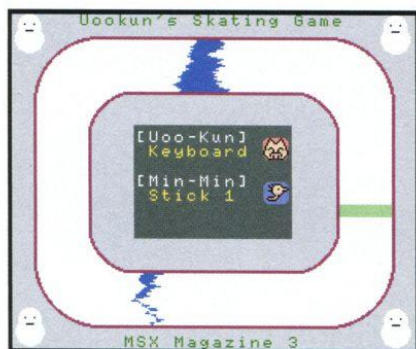 Uookun's Skating Game
[Uoo-Kun]
Keyboard
[Min-Min]
Stick 1
MSX Magazine 3